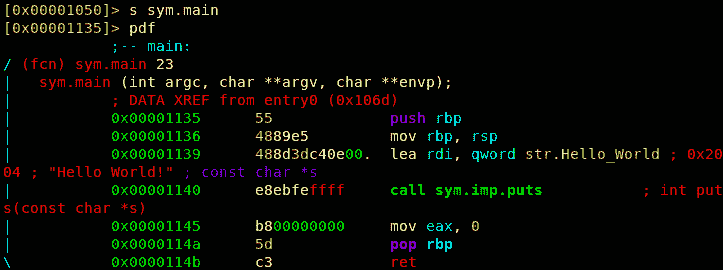 [0x00001050]> s sym.main
[0x00001135]> pdf
            ;-- main:
/ (fcn) sym.main 23
|   sym.main (int argc, char **argv, char **envp);
|           ; DATA XREF from entry0 (0x106d)
|           0x00001135      55             push rbp
|           0x00001136      4889e5         mov rbp, rsp
|           0x00001139      488d3dc40e00.  lea rdi, qword str.Hello_World ; 0x20
04 ; "Hello World!" ; const char *s
|           0x00001140      e8ebfeffff     call sym.imp.puts           ; int put
s(const char *s)
|           0x00001145      b800000000     mov eax, 0
|           0x0000114a      5d             pop rbp
\           0x0000114b      c3             ret